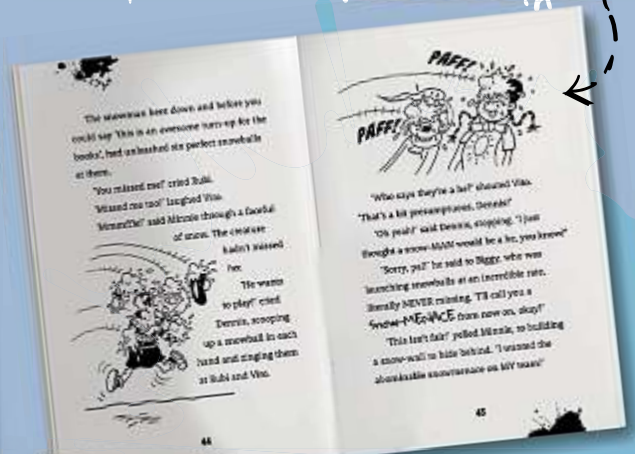 The snowman bent down and before you
could say 'this is an awesome turn-up for the
books', had unleashed six perfect snowballs
at them.
'You missed me!' cried Rubi.
'Missed me too!' laughed Vito.
'Mmmffle!' said Minnie through a faceful
of snow. The creature
hadn't missed
her.
'He wants
to play!' cried
Dennis, scooping
up a snowball in each
hand and zinging them
at Rubi and Vito.
44
PAFF!
PAFF!
'Who says they're a he?' shouted Vito.
'That's a bit presumptuous, Dennis!'
'Oh yeah!' said Dennis, stopping. 'I just
thought a snow-MAN would be a he, you know?'
'Sorry, pal!' he said to Biggy, who was
launching snowballs at an incredible rate,
literally NEVER missing. 'I'll call you a
Snow-MENACE from now on, okay?'
'This isn't fair!' yelled Minnie, building
a snow-wall to hide behind. 'I wanted the
abominable snowmenace on MY team!'
45